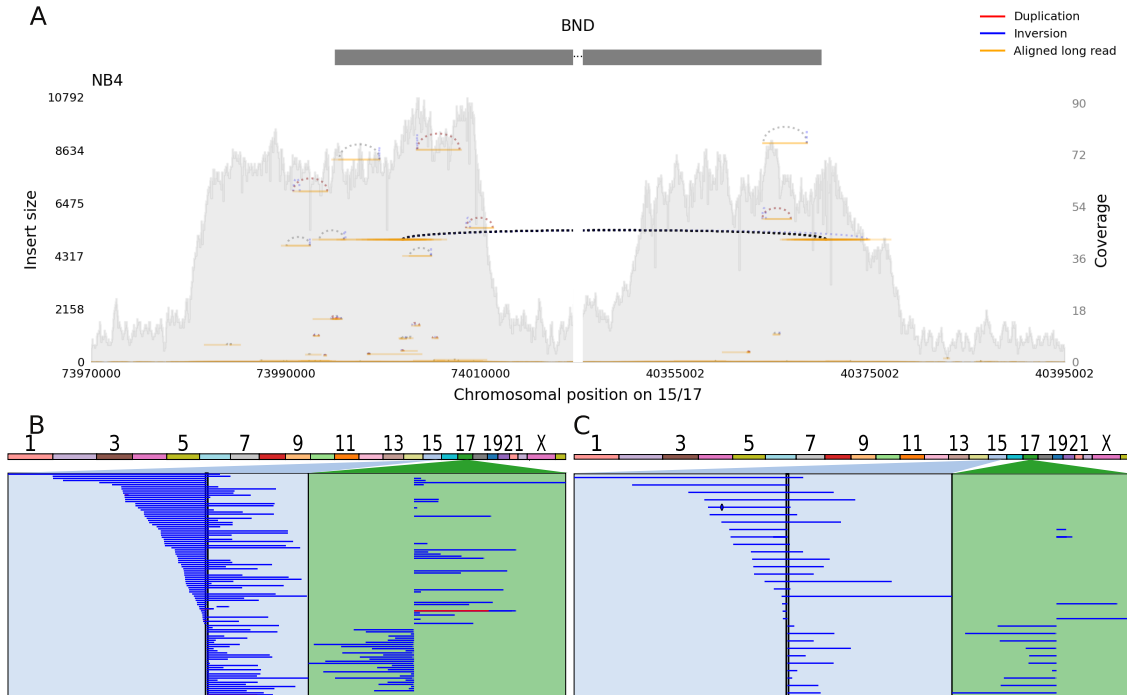 A
BND
Duplication
Inversion
Aligned long read
NB4
10792
8634
6475
4317
2158
0
Insert size
90
72
54
36
18
0
Coverage
73970000 73990000 74010000 40355002 40375002 40395002
Chromosomal position on 15/17
B
1 3 5 7 9 11 13 15 17 19 21 X
C
1 3 5 7 9 11 13 15 17 19 21 X